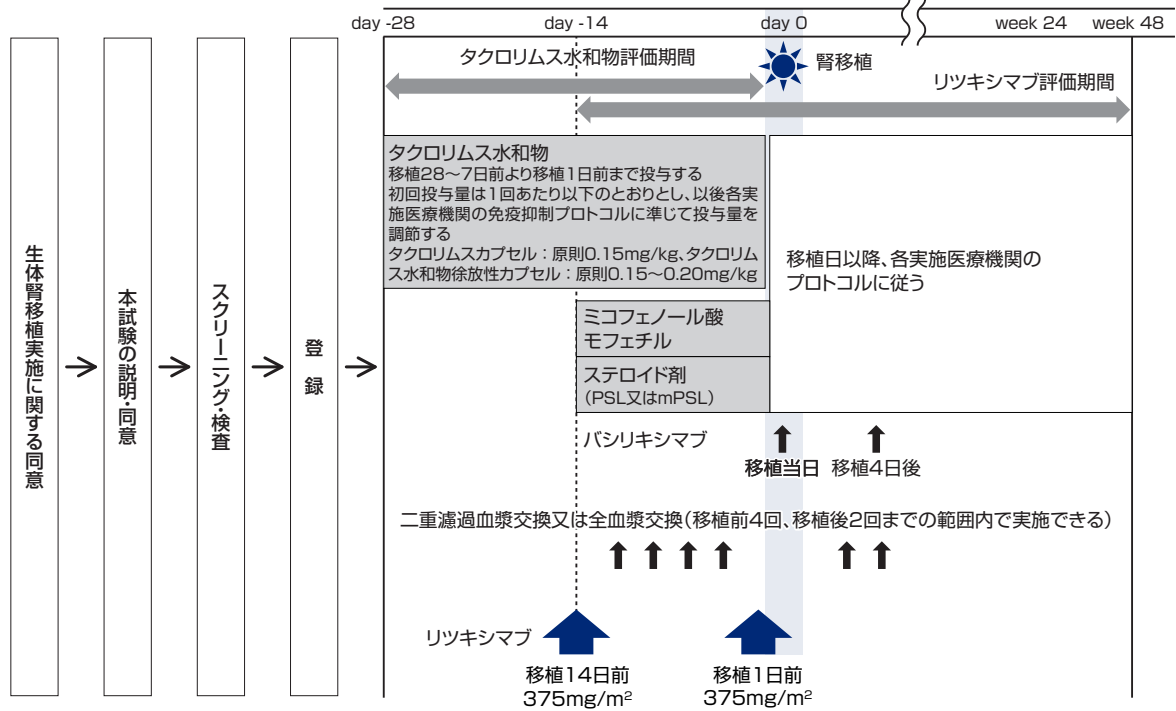 day -28
day -14
day 0
week 24
week 48
タクロリムス水和物評価期間
腎移植
リツキシマブ評価期間
生体腎移植実施に関する同意
本試験の説明・同意
スクリーニング・検査
登録
タクロリムス水和物
移植28〜7日前より移植1日前まで投与する
初回投与量は1回あたり以下のとおりとし、以後各実
施医療機関の免疫抑制プロトコルに準じて投与量を
調節する
タクロリムスカプセル：原則0.15mg/kg、タクロリム
ス水和物徐放性カプセル：原則0.15〜0.20mg/kg
移植日以降、各実施医療機関の
プロトコルに従う
ミコフェノール酸
モフェチル
ステロイド剤
（PSL又はmPSL）
バシリキシマブ
移植当日
移植4日後
二重濾過血漿交換又は全血漿交換（移植前4回、移植後2回までの範囲内で実施できる）
リツキシマブ
移植14日前
375mg/m²
移植1日前
375mg/m²